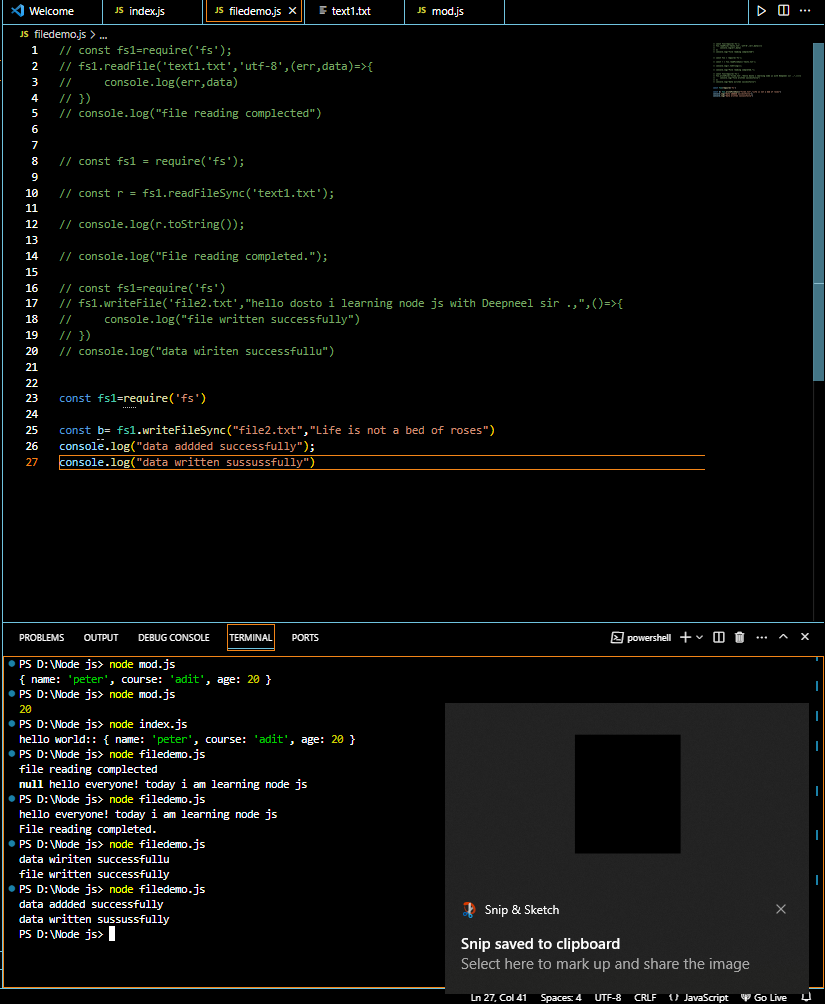 Welcome
JS index.js
JS filedemo.js
text1.txt
JS mod.js
JS filedemo.js > ...
1 // const fs1=require('fs');
2 // fs1.readFile('text1.txt','utf-8',(err,data)=>{
3 //     console.log(err,data)
4 // })
5 // console.log("file reading complected")
6
7
8 // const fs1 = require('fs');
9
10 // const r = fs1.readFileSync('text1.txt');
11
12 // console.log(r.toString());
13
14 // console.log("File reading completed.");
15
16 // const fs1=require('fs')
17 // fs1.writeFile('file2.txt',"hello dosto i learning node js with Deepneel sir .,",()=>{
18 //     console.log("file written successfully")
19 // })
20 // console.log("data wiriten successfullu")
21
22
23 const fs1=require('fs')
24
25 const b= fs1.writeFileSync("file2.txt","Life is not a bed of roses")
26 console.log("data addded successfully");
27 console.log("data written sussussfully")
PROBLEMS OUTPUT DEBUG CONSOLE TERMINAL PORTS
powershell
PS D:\Node js> node mod.js
{ name: 'peter', course: 'adit', age: 20 }
PS D:\Node js> node mod.js
20
PS D:\Node js> node index.js
hello world:: { name: 'peter', course: 'adit', age: 20 }
PS D:\Node js> node filedemo.js
file reading complected
null hello everyone! today i am learning node js
PS D:\Node js> node filedemo.js
hello everyone! today i am learning node js
File reading completed.
PS D:\Node js> node filedemo.js
data wiriten successfullu
file written successfully
PS D:\Node js> node filedemo.js
data addded successfully
data written sussussfully
PS D:\Node js>
Snip & Sketch
Snip saved to clipboard
Select here to mark up and share the image
Ln 27, Col 41 Spaces: 4 UTF-8 CRLF JavaScript Go Live